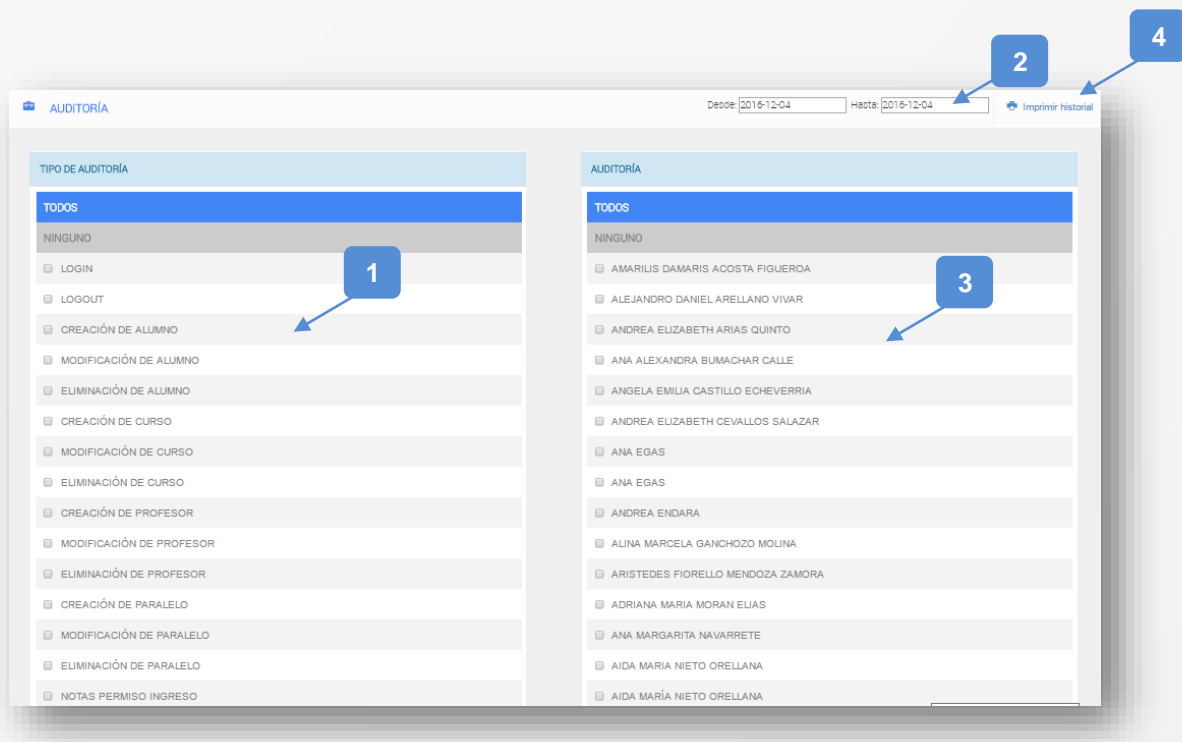 4
2
AUDITORÍA
Desde: 2016-12-04 Hasta: 2016-12-04 Imprimir historial
TIPO DE AUDITORÍA
TODOS
NINGUNO
LOGIN
LOGOUT
CREACIÓN DE ALUMNO
MODIFICACIÓN DE ALUMNO
ELIMINACIÓN DE ALUMNO
CREACIÓN DE CURSO
MODIFICACIÓN DE CURSO
ELIMINACIÓN DE CURSO
CREACIÓN DE PROFESOR
MODIFICACIÓN DE PROFESOR
ELIMINACIÓN DE PROFESOR
CREACIÓN DE PARALELO
MODIFICACIÓN DE PARALELO
ELIMINACIÓN DE PARALELO
NOTAS PERMISO INGRESO
1
AUDITORÍA
TODOS
NINGUNO
AMARILIS DAMARIS ACOSTA FIGUEROA
ALEJANDRO DANIEL ARELLANO VIVAR
ANDREA ELIZABETH ARIAS QUINTO
ANA ALEXANDRA BUMACHAR CALLE
ANGELA EMILIA CASTILLO ECHEVERRIA
ANDREA ELIZABETH CEVALLOS SALAZAR
ANA EGAS
ANA EGAS
ANDREA ENDARA
ALINA MARCELA GANCHOZO MOLINA
ARISTEDES FIORELLO MENDOZA ZAMORA
ADRIANA MARIA MORAN ELIAS
ANA MARGARITA NAVARRETE
AIDA MARIA NIETO ORELLANA
AIDA MARÌA NIETO ORELLANA
3